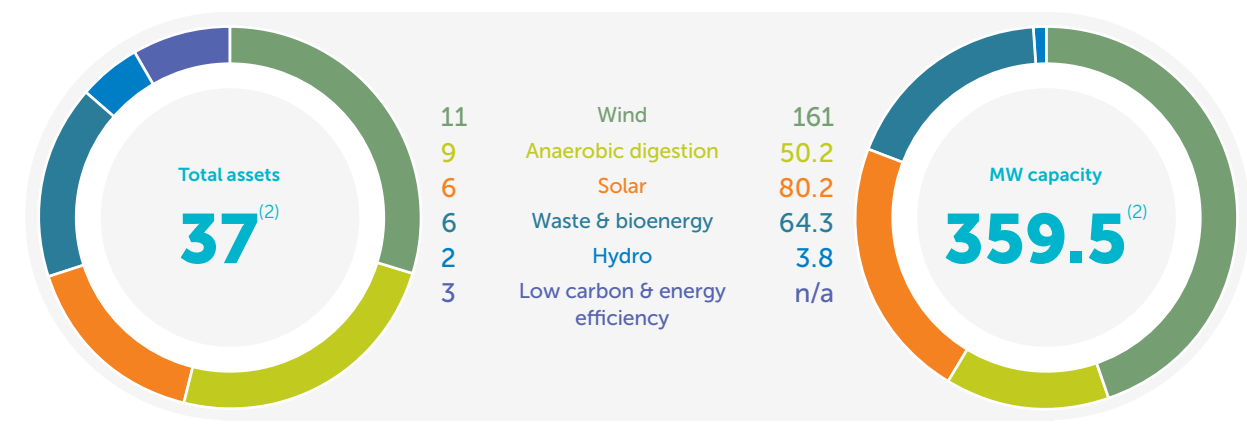 Total assets
37(2)
11 Wind 161
9 Anaerobic digestion 50.2
6 Solar 80.2
6 Waste & bioenergy 64.3
2 Hydro 3.8
3 Low carbon & energy n/a
efficiency
MW capacity
359.5(2)